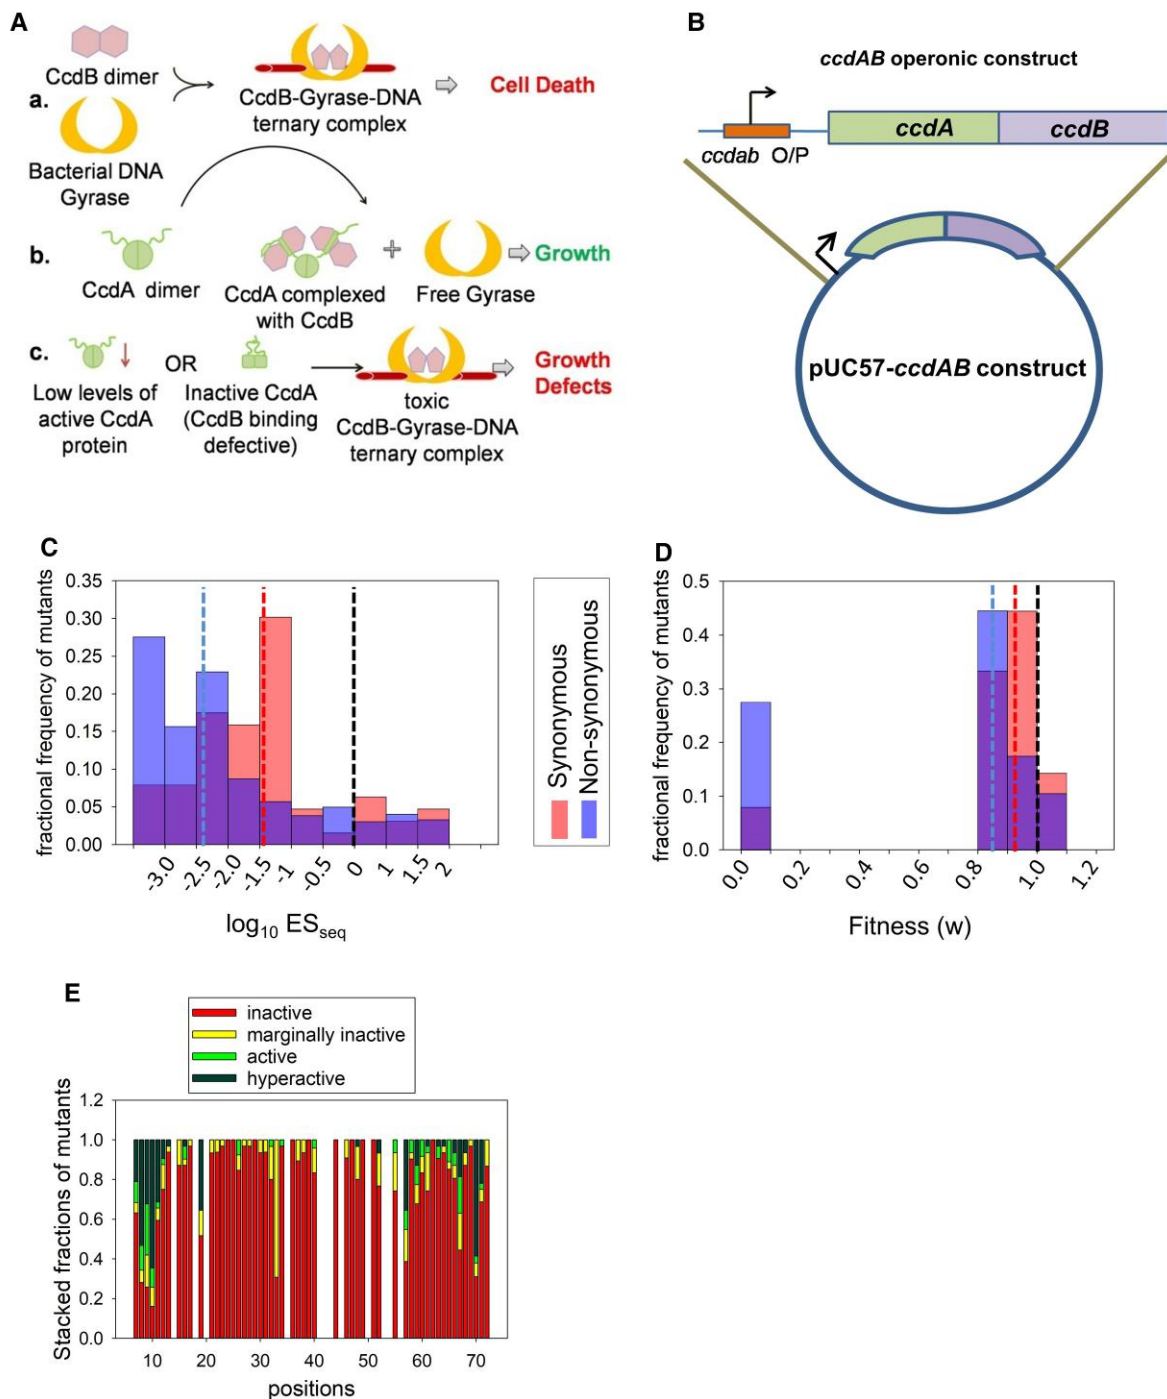 A
CcdB dimer
a.
CcdB-Gyrase-DNA
ternary complex
Cell Death
Bacterial DNA
Gyrase
b.
CcdA dimer
CcdA complexed
with CcdB
+
Free Gyrase
Growth
c.
Low levels of
active CcdA
protein
OR
Inactive CcdA
(CcdB binding
defective)
toxic
CcdB-Gyrase-DNA
ternary complex
Growth
Defects
B
ccdAB operonic construct
ccdab O/P
ccdA
ccdB
pUC57-ccdAB construct
C
fractional frequency of mutants
0.35
0.30
0.25
0.20
0.15
0.10
0.05
0.00
-3.0
-2.5
-2.0
-1.5
-1
-0.5
0
1
1.5
2
log10 ESseq
Synonymous
Non-synonymous
D
fractional frequency of mutants
0.5
0.4
0.3
0.2
0.1
0.0
0.0
0.2
0.4
0.6
0.8
1.0
1.2
Fitness (w)
E
inactive
marginally inactive
active
hyperactive
Stacked fractions of mutants
1.2
1.0
0.8
0.6
0.4
0.2
0.0
10
20
30
40
50
60
70
positions